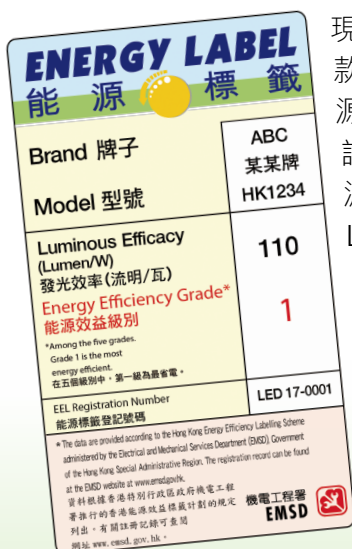 ENERGY LABEL
能源標籤
Brand 牌子
ABC
某某牌
Model 型號
HK1234
Luminous Efficacy
(Lumen/W)
發光效率(流明/瓦)
110
Energy Efficiency Grade*
能源效益級別
1
*Among the five grades.
Grade 1 is the most
energy efficient.
在五個級別中，第一級為最省電。
EEL Registration Number
能源標籤登記號碼
LED 17-0001
* The data are provided according to the Hong Kong Energy Efficiency Labelling Scheme
administered by the Electrical and Mechanical Services Department (EMSD), Government
of the Hong Kong Special Administrative Region. The registration record can be found
at the EMSD website at www.emsd.gov.hk.
資料根據香港特別行政區政府機電工程
署推行的香港能源效益標籤計劃的規定
列出，有關註冊記錄可查閱
網址 www.emsd.gov.hk。
機電工程署
EMSD
現
款
源
L